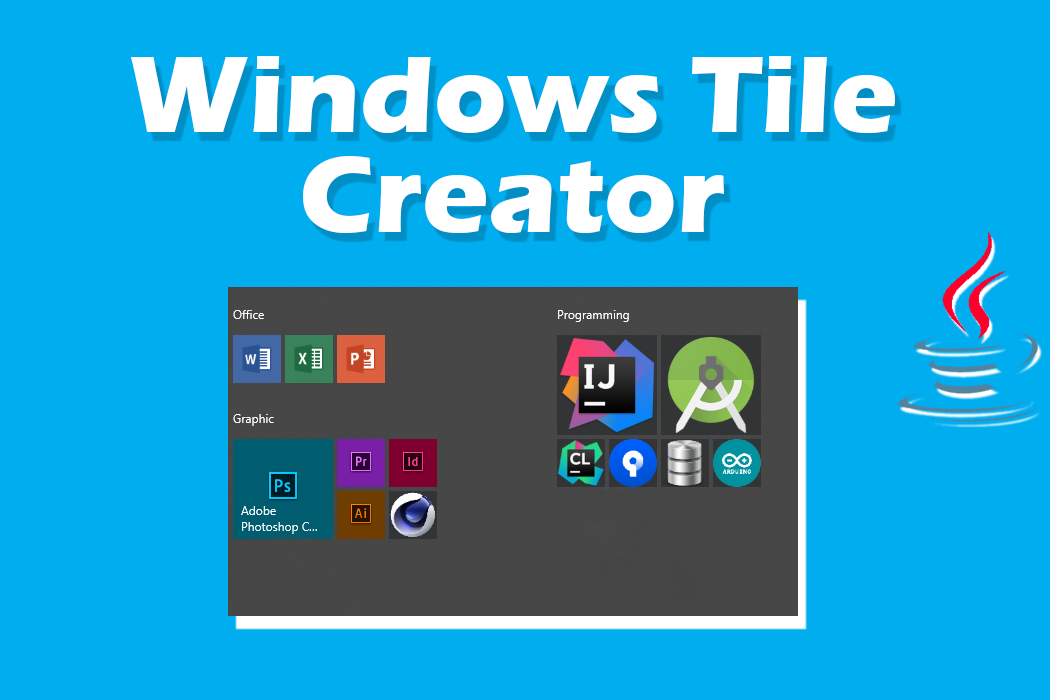 Windows Tile
Creator
Office
Programming
W
X
P
IJ
Graphic
Ps
Adobe
Photoshop C...
Pr
Id
Ai
CL
ARDUINO